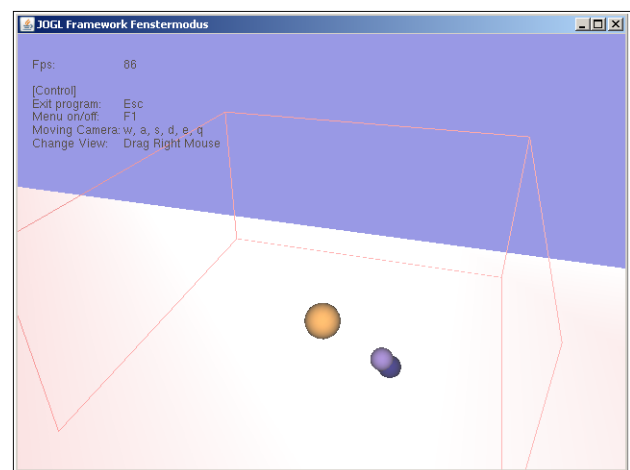 JOGL Framework Fenstermodus
Fps: 86
[Control]
Exit program: Esc
Menu on/off: F1
Moving Camera: w, a, s, d, e, q
Change View: Drag Right Mouse